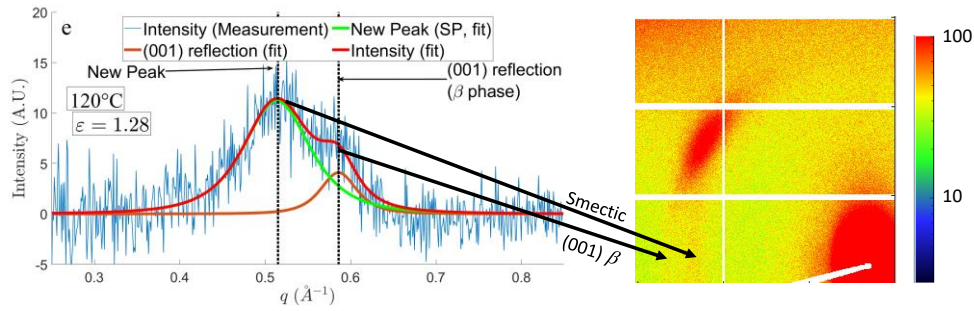 20
e
Intensity (Measurement)
New Peak (SP, fit)
(001) reflection (fit)
Intensity (fit)
15
New Peak
(001) reflection
(β phase)
120°C
ε = 1.28
10
5
0
-5
Intensity (A.U.)
0.3
0.4
0.5
0.6
0.7
0.8
q (Å⁻¹)
Smectic
(001) β
100
10